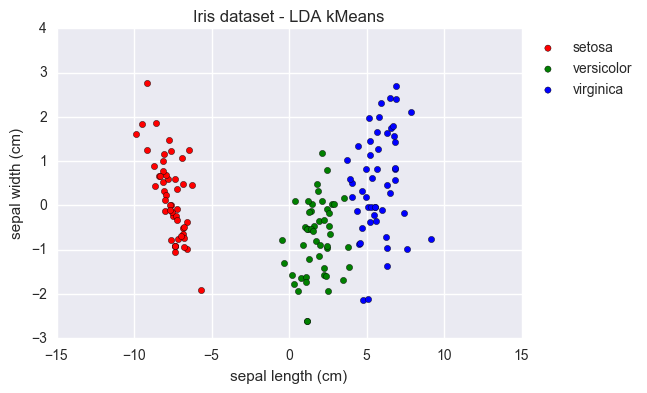 Iris dataset - LDA kMeans
4
3
2
1
0
−1
−2
−3
sepal width (cm)
−15
−10
−5
0
5
10
15
sepal length (cm)
setosa
versicolor
virginica